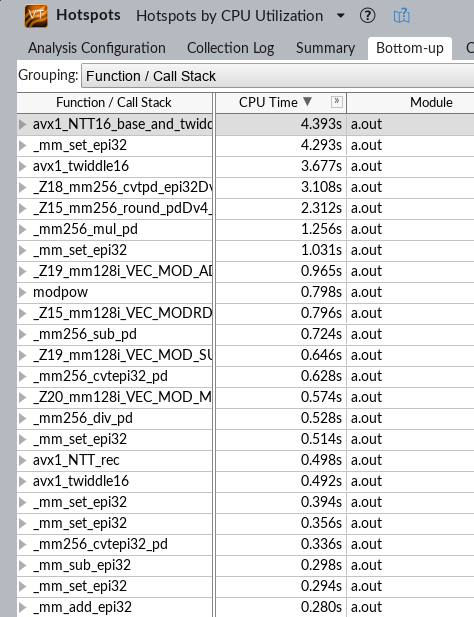 Hotspots Hotspots by CPU Utilization
Analysis Configuration Collection Log Summary Bottom-up C
Grouping: Function / Call Stack
Function / Call Stack CPU Time ▼ » Module
avx1_NTT16_base_and_twidd 4.393s a.out
_mm_set_epi32 4.293s a.out
avx1_twiddle16 3.677s a.out
_Z18_mm256_cvtpd_epi32Dv 3.108s a.out
_Z15_mm256_round_pdDv4_ 2.312s a.out
_mm256_mul_pd 1.256s a.out
_mm_set_epi32 1.031s a.out
_Z19_mm128i_VEC_MOD_AD 0.965s a.out
modpow 0.798s a.out
_Z15_mm128i_VEC_MODRD 0.796s a.out
_mm256_sub_pd 0.724s a.out
_Z19_mm128i_VEC_MOD_SU 0.646s a.out
_mm256_cvtepi32_pd 0.628s a.out
_Z20_mm128i_VEC_MOD_M 0.574s a.out
_mm256_div_pd 0.528s a.out
_mm_set_epi32 0.514s a.out
avx1_NTT_rec 0.498s a.out
avx1_twiddle16 0.492s a.out
_mm_set_epi32 0.394s a.out
_mm_set_epi32 0.356s a.out
_mm256_cvtepi32_pd 0.336s a.out
_mm_sub_epi32 0.298s a.out
_mm_set_epi32 0.294s a.out
_mm_add_epi32 0.280s a.out